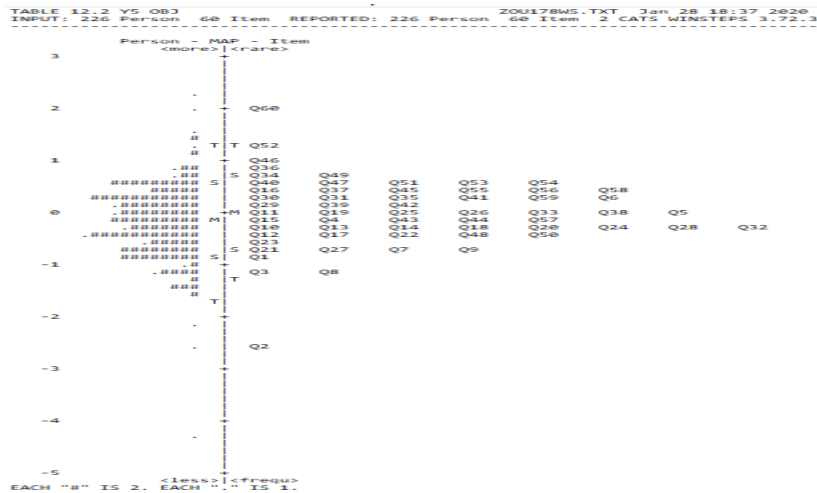 TABLE 12.2 Y5 OBJ ZOU178WS.TXT Jan 28 18:37 2020
INPUT: 226 Person 60 Item REPORTED: 226 Person 60 Item 2 CATS WINSTEPS 3.72.3
--------------------------------------------------------------------------------
Person - MAP - Item
<more>|<rare>
3 +
|
|
|
|
|
|
. |
|
|
2 . + Q60
|
|
|
. |
# |
. T|T Q52
# |
1 + Q46
.## | Q36
.## |S Q34 Q49
######### S| Q40 Q47 Q51 Q53 Q54
#### | Q16 Q37 Q45 Q55 Q56 Q58
########## | Q30 Q31 Q35 Q41 Q59 Q6
.####### | Q29 Q39 Q42
0 ######## +M Q11 Q19 Q25 Q26 Q33 Q38 Q5
######### M| Q15 Q4 Q43 Q44 Q57
.####### | Q10 Q13 Q14 Q18 Q20 Q24 Q28 Q32
.########## | Q12 Q17 Q22 Q48 Q50
.##### | Q23
######## |S Q21 Q27 Q7 Q9
######## S| Q1
-1 .# +
.#### | Q3 Q8
# |T
### |
# |
T|
|
-2 +
. |
|
|
|
. | Q2
|
|
-3 +
|
|
|
|
|
|
|
|
|
-4 +
|
|
. |
|
|
|
|
|
|
-5 +
<less>|<frequ>
EACH "#" IS 2. EACH "." IS 1.